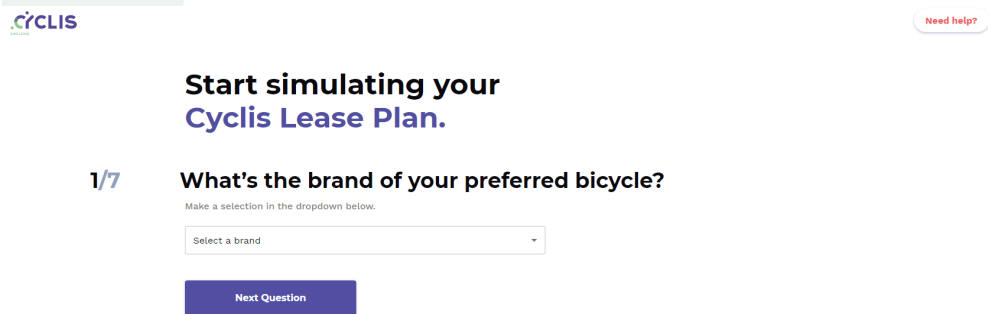 CYCLIS
Need help?
Start simulating your
Cyclis Lease Plan.
1/7
What's the brand of your preferred bicycle?
Make a selection in the dropdown below.
Select a brand
Next Question